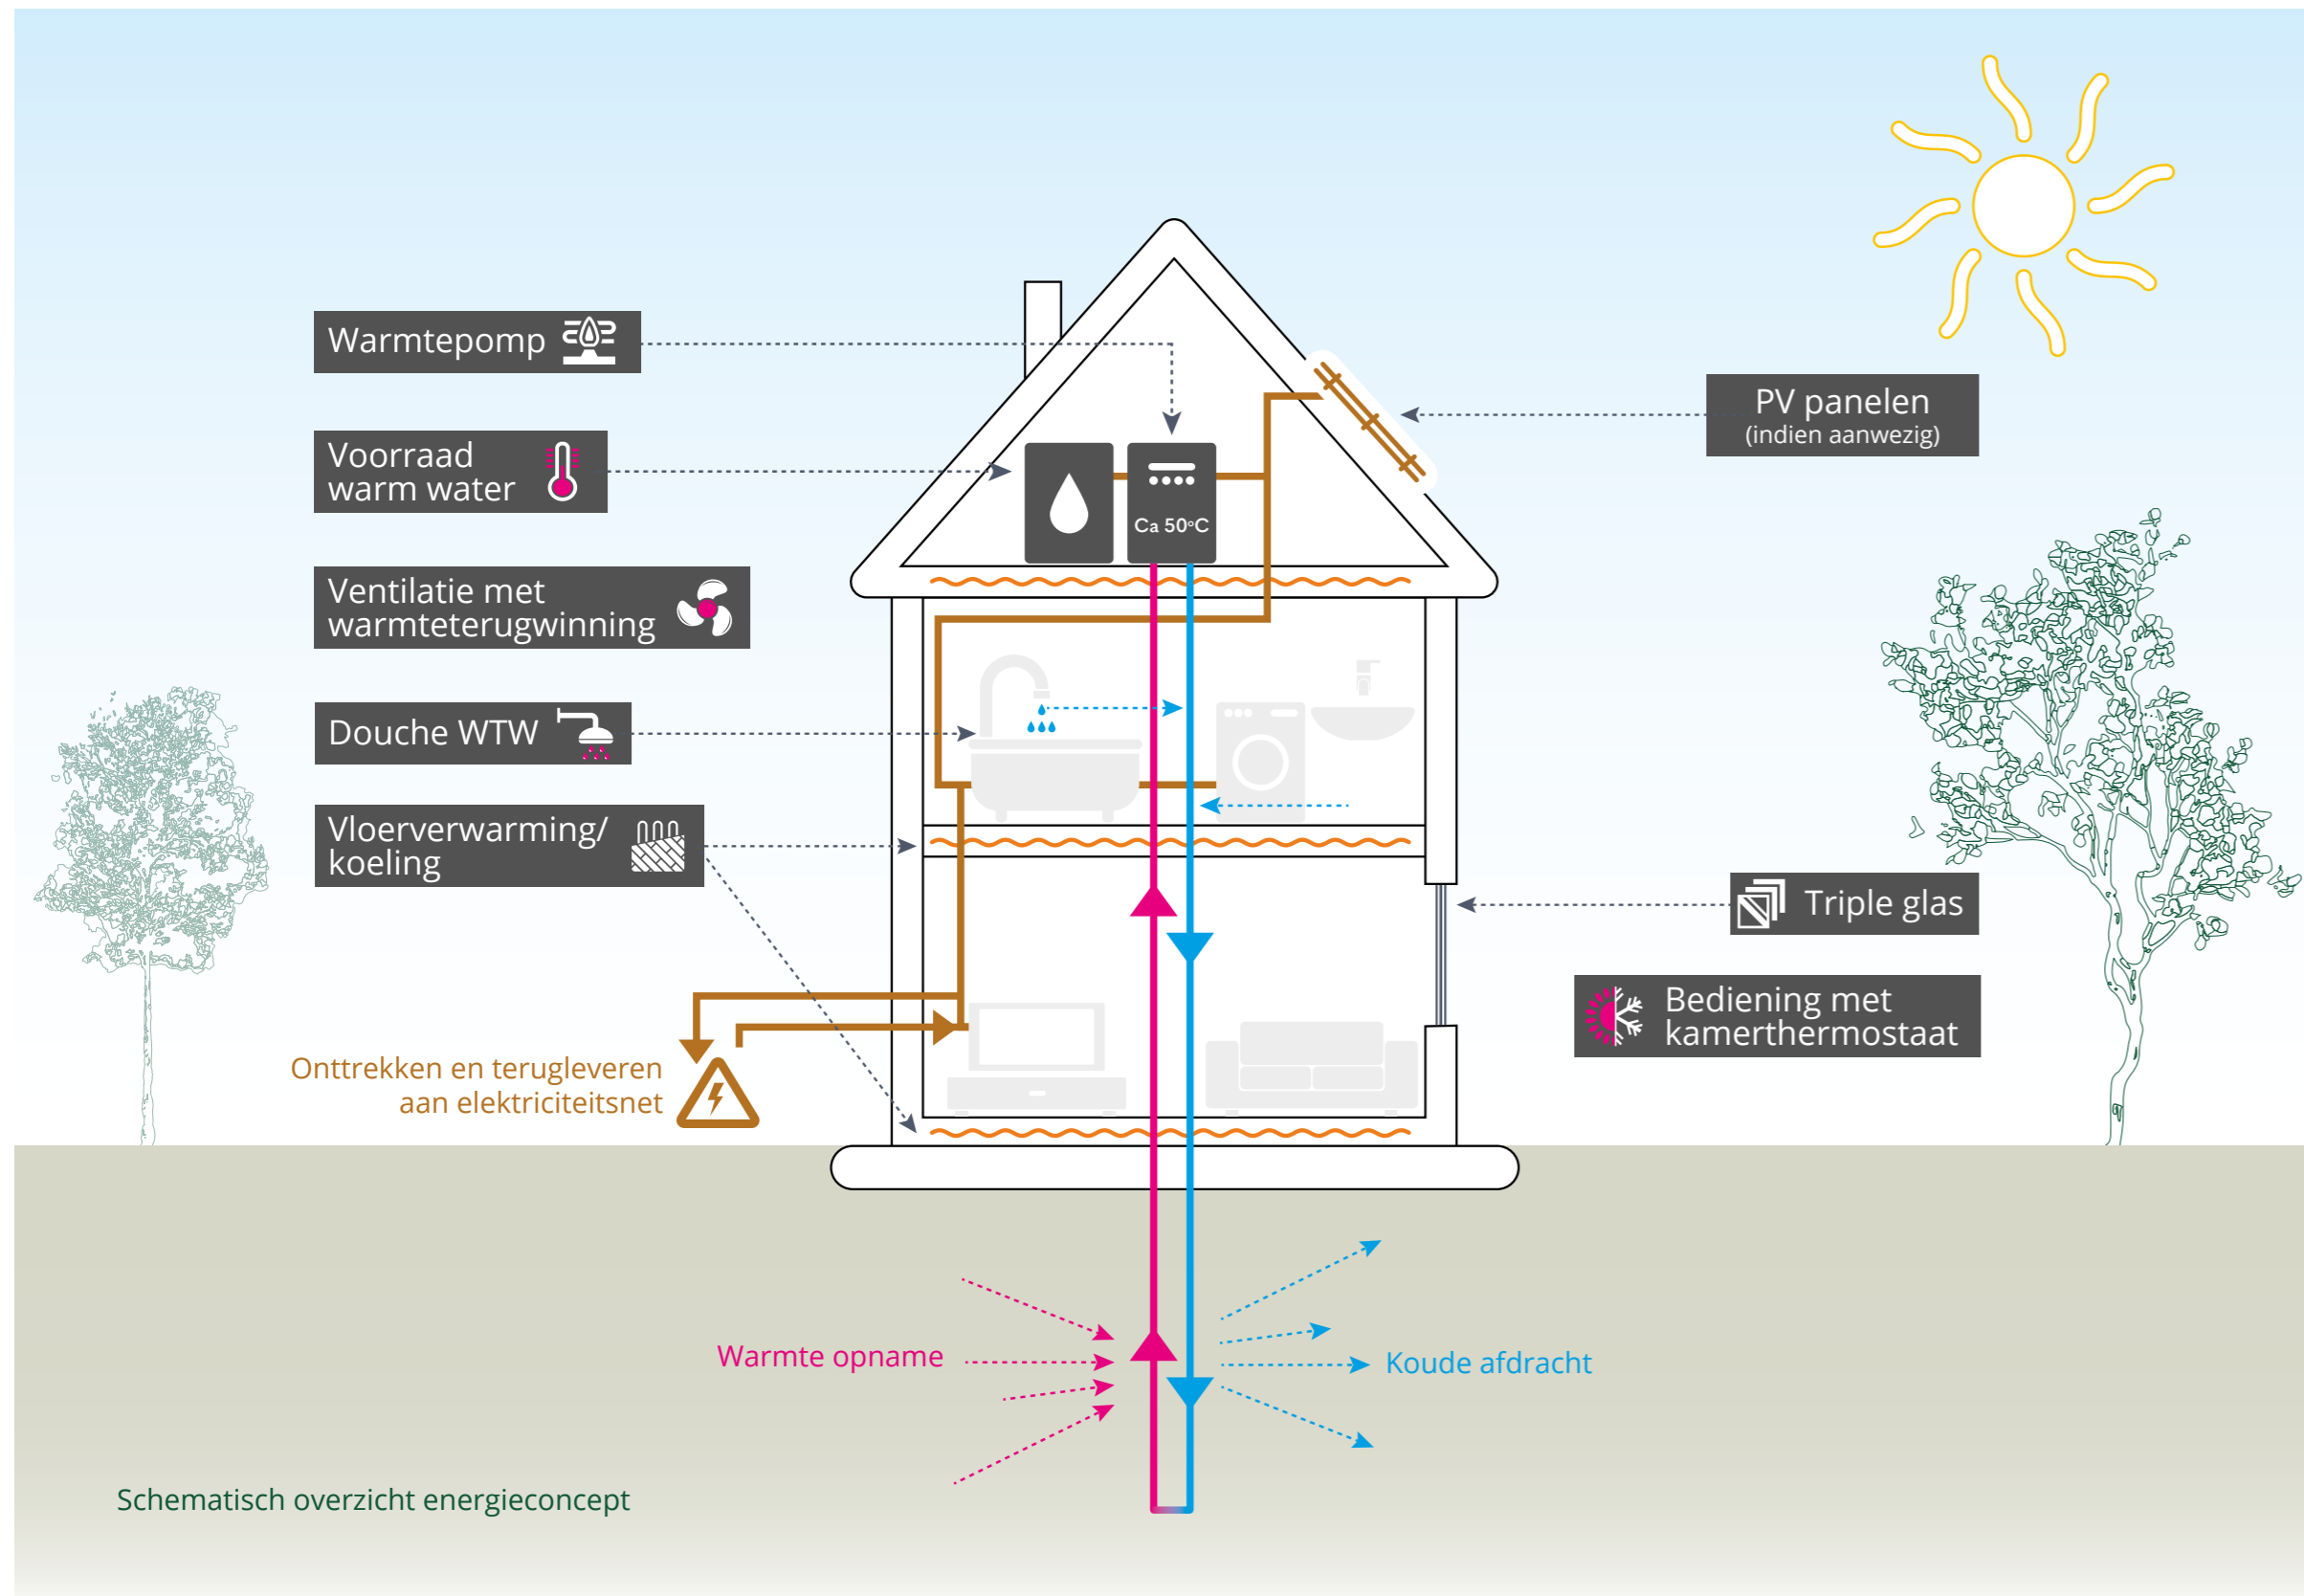 Warmtepomp
Voorraad
warm water
Ventilatie met
warmteterugwinning
Douche WTW
Vloerverwarming/
koeling
Onttrekken en terugleveren
aan elektriciteitsnet
Ca 50°C
PV panelen
(indien aanwezig)
Triple glas
Bediening met
kamerthermostaat
Warmte opname
Koude afdracht
Schematisch overzicht energieconcept